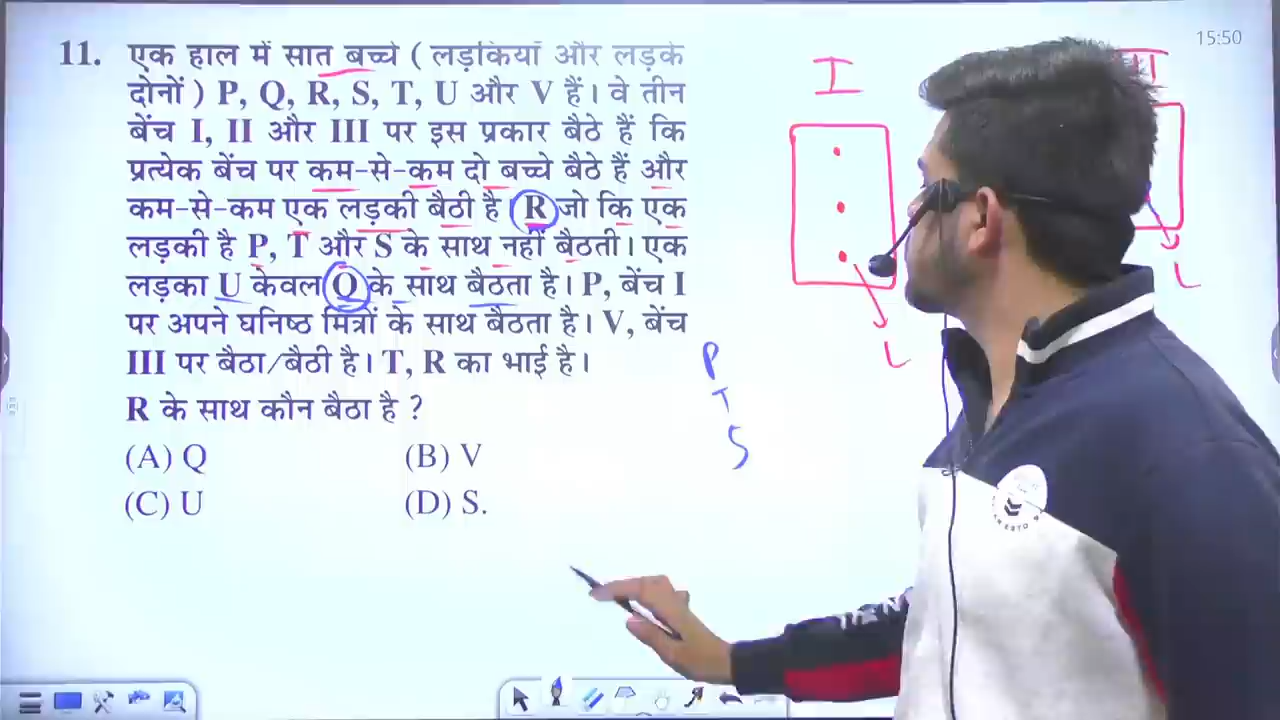 15:50
11. एक हाल में सात बच्चे ( लड़कियाँ और लड़के
दोनों ) P, Q, R, S, T, U और V हैं। वे तीन
बेंच I, II और III पर इस प्रकार बैठे हैं कि
प्रत्येक बेंच पर कम-से-कम दो बच्चे बैठे हैं और
कम-से-कम एक लड़की बैठी है। R जो कि एक
लड़की है P, T और S के साथ नहीं बैठती। एक
लड़का U केवल Q के साथ बैठता है। P, बेंच I
पर अपने घनिष्ठ मित्रों के साथ बैठता है। V, बेंच
III पर बैठा/बैठी है। T, R का भाई है।
R के साथ कौन बैठा है ?
(A) Q (B) V
(C) U (D) S.
I
L
L
P
T
S